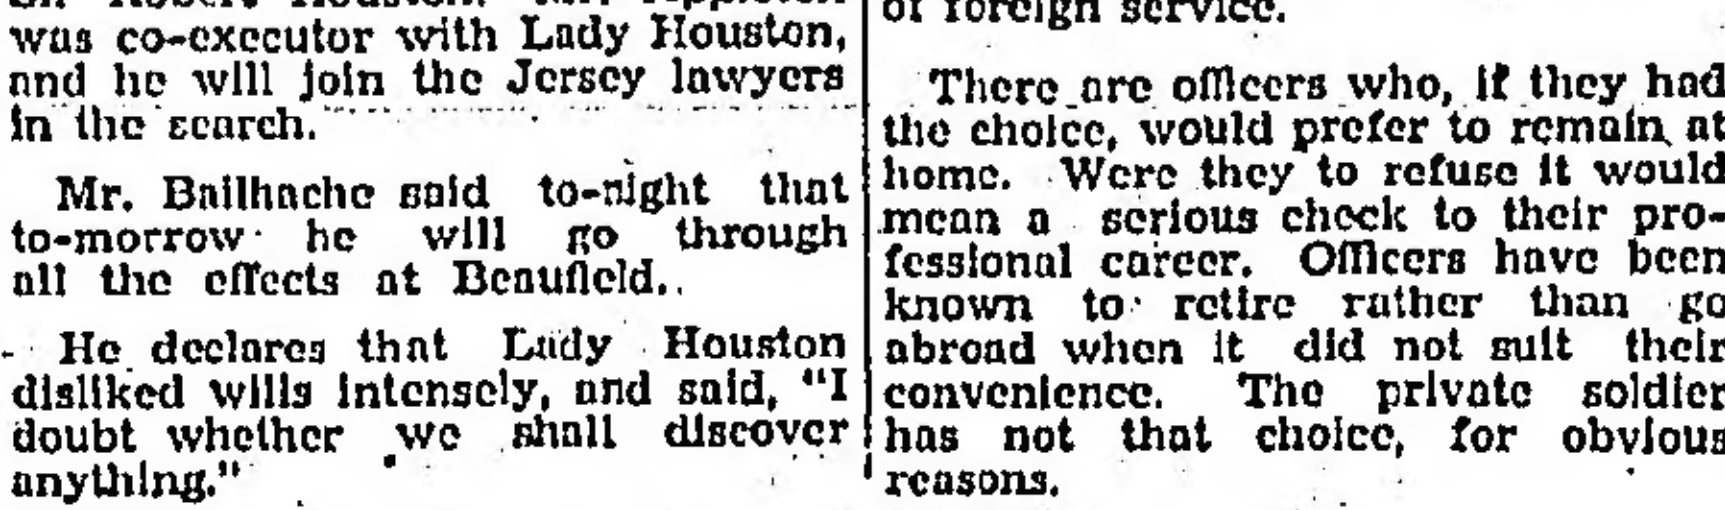 was co-executor with Lady Houston,
and he will join the Jersey lawyers
in the search.
Mr. Bailhache said to-night that
to-morrow he will go through
all the effects at Beaufield.
He declares that Lady Houston
disliked wills intensely, and said, "I
doubt whether we shall discover
anything."
of foreign service.
There are officers who, if they had
the choice, would prefer to remain at
home. Were they to refuse it would
mean a serious check to their pro-
fessional career. Officers have been
known to retire rather than go
abroad when it did not suit their
convenience. The private soldier
has not that choice, for obvious
reasons.